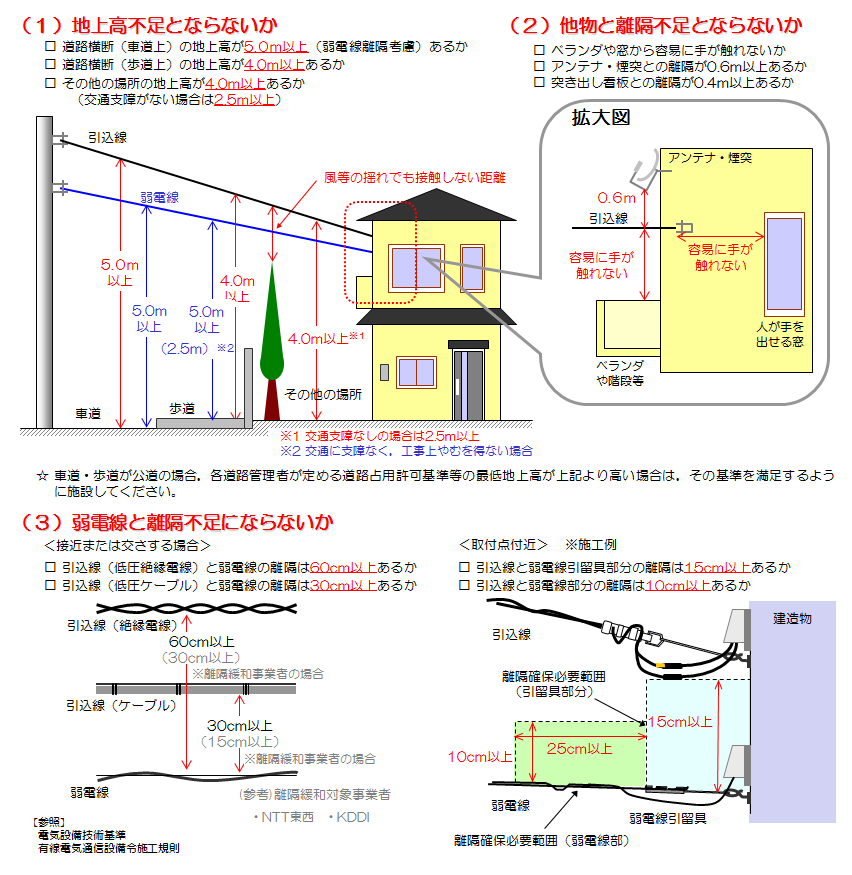 （１）地上高不足とならないか
□ 道路横断（車道上）の地上高が5.0m以上（弱電線離隔考慮）あるか
□ 道路横断（歩道上）の地上高が4.0m以上あるか
□ その他の場所の地上高が4.0m以上あるか
（交通支障がない場合は2.5m以上）
（２）他物と離隔不足とならないか
□ ベランダや窓から容易に手が触れないか
□ アンテナ・煙突との離隔が0.6m以上あるか
□ 突き出し看板との離隔が0.4m以上あるか
引込線
弱電線
風等の揺れでも接触しない距離
5.0m
以上
5.0m
以上
5.0m
以上
（2.5m）※2
4.0m
以上
4.0m以上※1
その他の場所
車道
歩道
※1 交通支障なしの場合は2.5m以上
※2 交通に支障なく，工事上やむを得ない場合
拡大図
アンテナ・煙突
0.6m
引込線
容易に手が
触れない
容易に手が
触れない
人が手を
出せる窓
ベランダ
や階段等
☆ 車道・歩道が公道の場合，各道路管理者が定める道路占用許可基準等の最低地上高が上記より高い場合は，その基準を満足するよう
に施設してください。
（３）弱電線と離隔不足にならないか
＜接近または交さする場合＞
□ 引込線（低圧絶縁電線）と弱電線の離隔は60cm以上あるか
□ 引込線（低圧ケーブル）と弱電線の離隔は30cm以上あるか
引込線（絶縁電線）
60cm以上
（30cm以上）
※離隔緩和事業者の場合
引込線（ケーブル）
30cm以上
（15cm以上）
※離隔緩和事業者の場合
弱電線
(参考) 離隔緩和対象事業者
・NTT東西 ・KDDI
[参照]
電気設備技術基準
有線電気通信設備令施工規則
＜取付点付近＞ ※施工例
□ 引込線と弱電線引留具部分の離隔は15cm以上あるか
□ 引込線と弱電線部分の離隔は10cm以上あるか
建造物
引込線
離隔確保必要範囲
（引留具部分）
15cm以上
25cm以上
10cm以上
弱電線
弱電線引留具
離隔確保必要範囲（弱電線部）